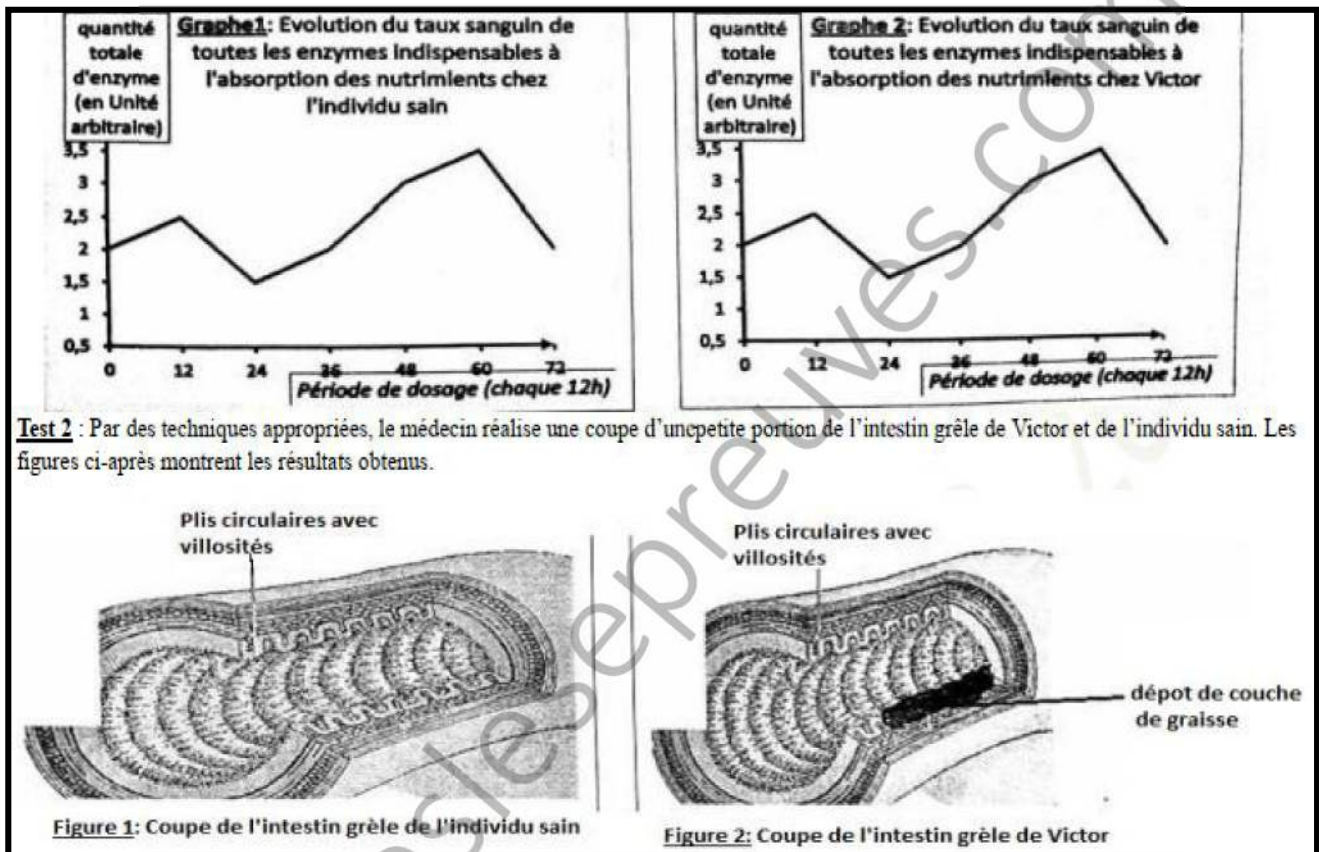 quantité
totale
d'enzyme
(en Unité
arbitraire)
Graphe1: Evolution du taux sanguin de
toutes les enzymes indispensables à
l'absorption des nutrimients chez
l'individu sain
3,5
3
2,5
2
1,5
1
0,5
0 12 24 36 48 60 72
Période de dosage (chaque 12h)
quantité
totale
d'enzyme
(en Unité
arbitraire)
Graphe 2: Evolution du taux sanguin de
toutes les enzymes indispensables à
l'absorption des nutrimients chez Victor
3,5
3
2,5
2
1,5
1
0,5
0 12 24 36 48 60 72
Période de dosage (chaque 12h)
Test 2 : Par des techniques appropriées, le médecin réalise une coupe d'unepetite portion de l'intestin grêle de Victor et de l'individu sain. Les
figures ci-après montrent les résultats obtenus.
Plis circulaires avec
villosités
Plis circulaires avec
villosités
dépot de couche
de graisse
Figure 1: Coupe de l'intestin grèle de l'individu sain
Figure 2: Coupe de l'intestin grèle de Victor